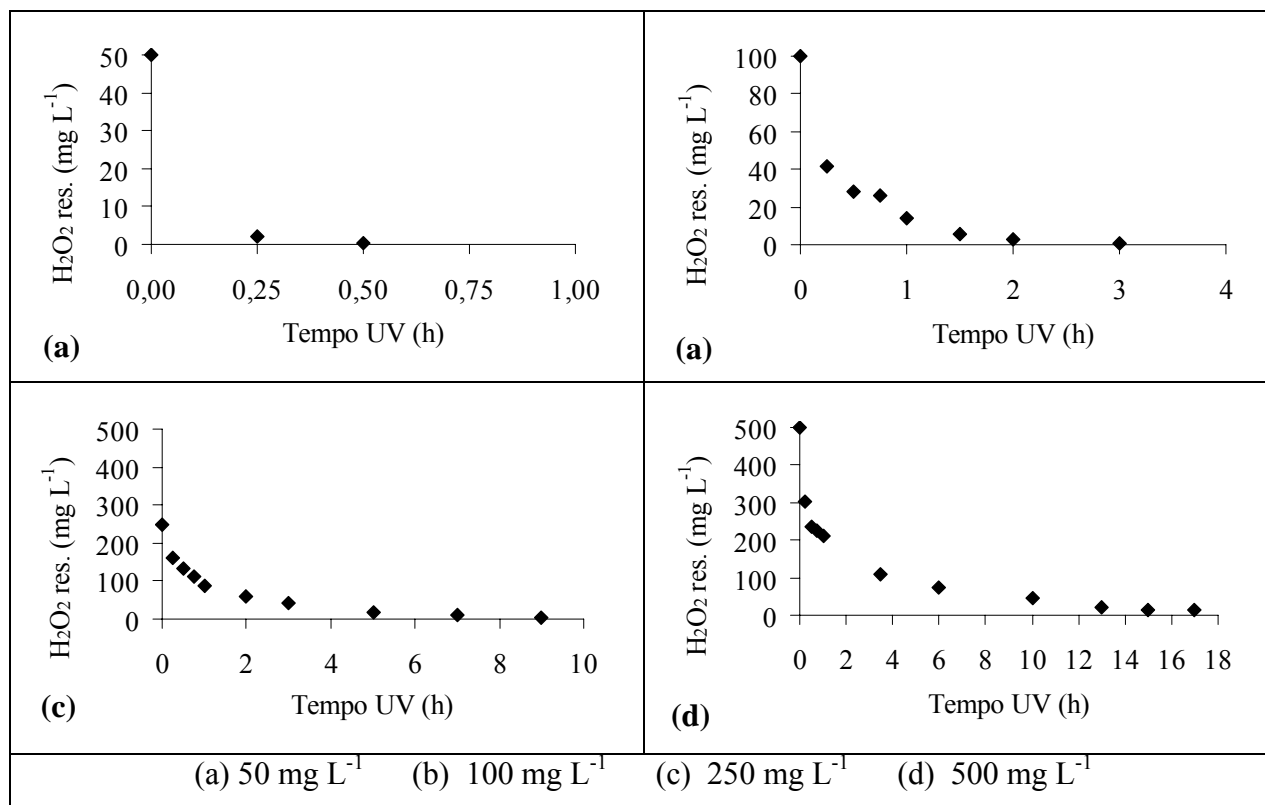 H₂O₂ res. (mg L⁻¹)
50
40
30
20
10
0
0,00 0,25 0,50 0,75 1,00
Tempo UV (h)
(a)
H₂O₂ res. (mg L⁻¹)
100
80
60
40
20
0
0 1 2 3 4
Tempo UV (h)
(a)
H₂O₂ res. (mg L⁻¹)
500
400
300
200
100
0
0 2 4 6 8 10
Tempo UV (h)
(c)
H₂O₂ res. (mg L⁻¹)
500
400
300
200
100
0
0 2 4 6 8 10 12 14 16 18
Tempo UV (h)
(d)
(a) 50 mg L⁻¹ (b) 100 mg L⁻¹ (c) 250 mg L⁻¹ (d) 500 mg L⁻¹